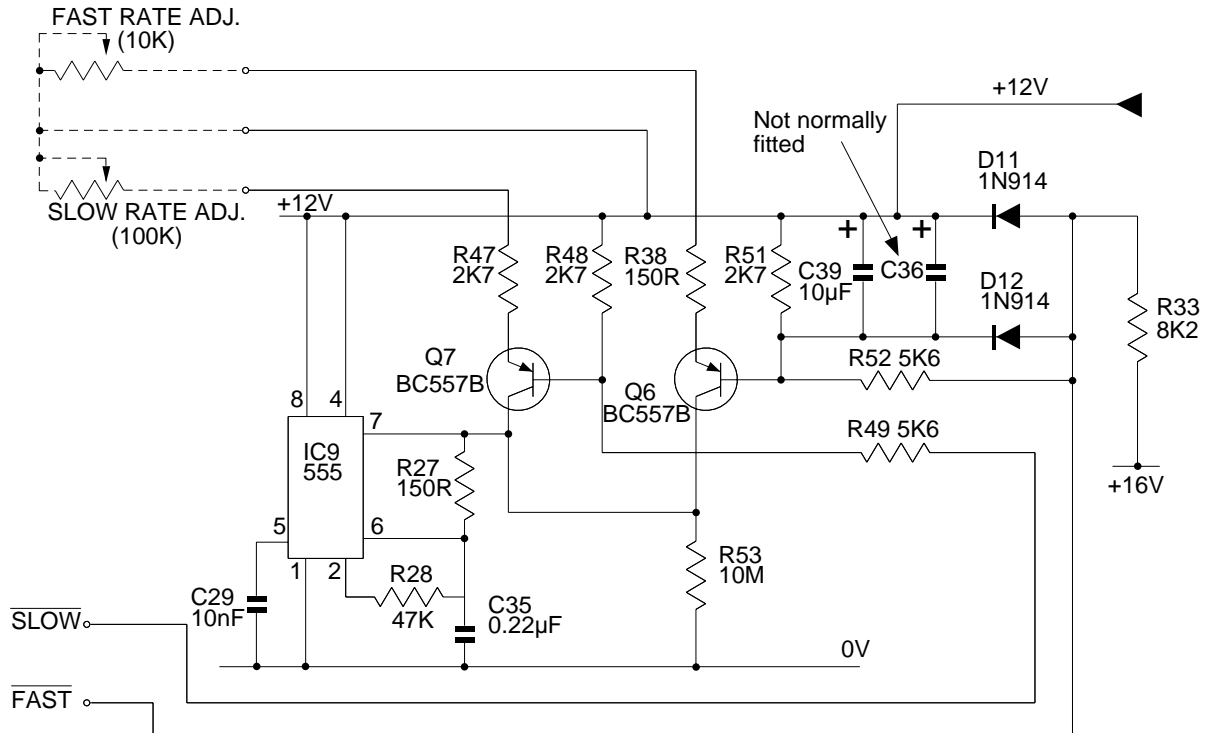 FAST RATE ADJ.
(10K)
+12V
Not normally
fitted
D11
1N914
+12V
SLOW RATE ADJ.
(100K)
R47
2K7
R48
2K7
R38
150R
R51
2K7
+
C39
10µF
+
C36
D12
1N914
R33
8K2
Q7
BC557B
Q6
BC557B
R52 5K6
8
4
7
IC9
555
R27
150R
R49 5K6
+16V
5
6
1
2
R28
47K
R53
10M
C29
10nF
C35
0.22µF
SLOW
0V
FAST